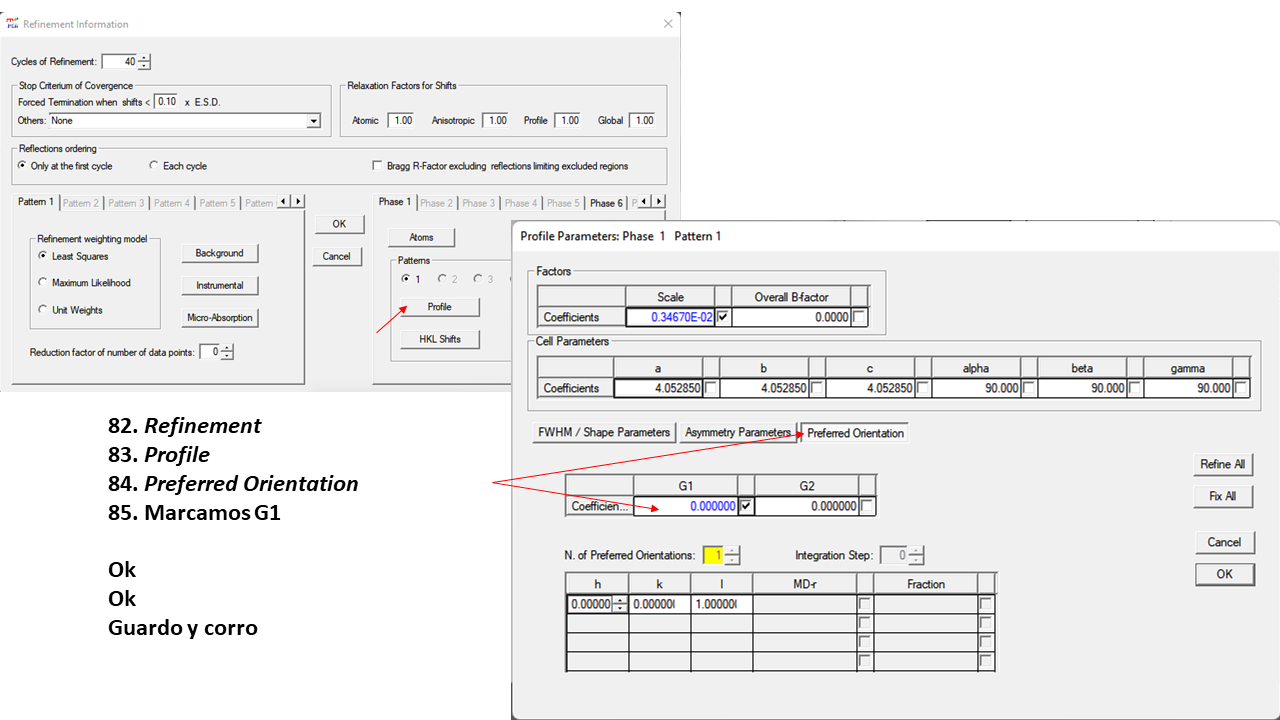 Refinement Information
Cycles of Refinement: 40
Stop Criterium of Covergence
Forced Termination when shifts < 0.10 x E.S.D.
Others: None
Relaxation Factors for Shifts
Atomic 1.00 Anisotropic 1.00 Profile 1.00 Global 1.00
Reflections ordering
Only at the first cycle Each cycle Bragg R-Factor excluding reflections limiting excluded regions
Pattern 1 Pattern 2 Pattern 3 Pattern 4 Pattern 5 Pattern
Refinement weighting model
Least Squares
Maximum Likelihood
Unit Weights
Background
Instrumental
Micro-Absorption
Reduction factor of number of data points: 0
OK
Cancel
Phase 1 Phase 2 Phase 3 Phase 4 Phase 5 Phase 6 P
Atoms
Patterns
1 2 3
Profile
HKL Shifts
Profile Parameters: Phase 1 Pattern 1
Factors
Scale Overall B-factor
Coefficients 0.34670E-02 0.0000
Cell Parameters
a b c alpha beta gamma
Coefficients 4.052850 4.052850 4.052850 90.000 90.000 90.000
FWHM / Shape Parameters Asymmetry Parameters Preferred Orientation
G1 G2
Coefficien... 0.000000 0.000000
N. of Preferred Orientations: 1 Integration Step: 0
h k l MD-r Fraction
0.00000 0.000000 1.000000
Refine All
Fix All
Cancel
OK
82. Refinement
83. Profile
84. Preferred Orientation
85. Marcamos G1
Ok
Ok
Guardo y corro